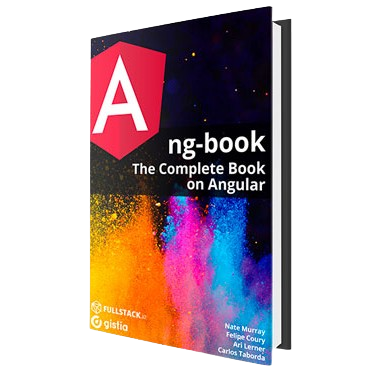 A
ng-book
The Complete Book
on Angular
FULLSTACK.io
gistia
Nate Murray
Felipe Coury
Ari Lerner
Carlos Taborda